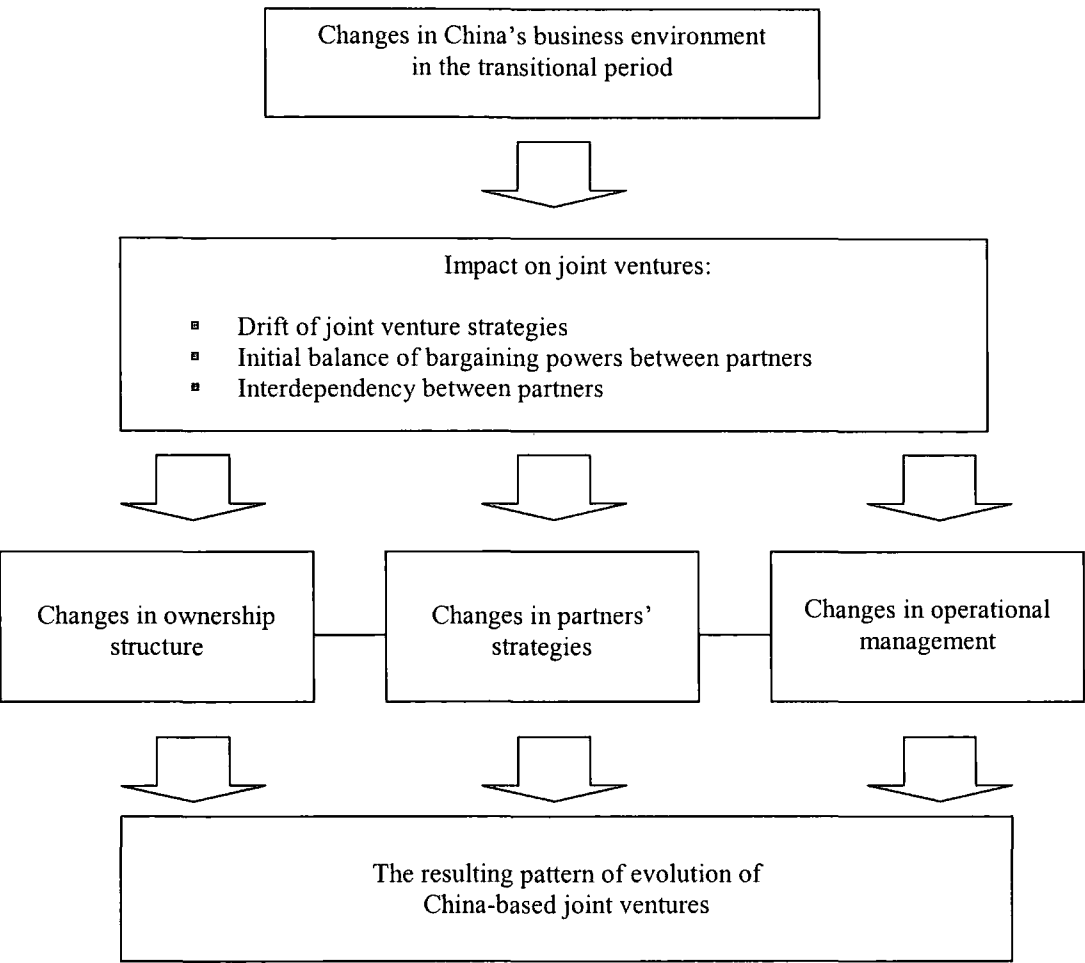 Changes in China's business environment
in the transitional period
Impact on joint ventures:
▪ Drift of joint venture strategies
▪ Initial balance of bargaining powers between partners
▪ Interdependency between partners
Changes in ownership
structure
Changes in partners'
strategies
Changes in operational
management
The resulting pattern of evolution of
China-based joint ventures